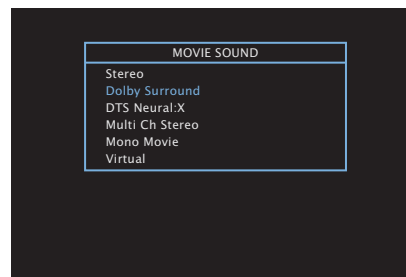 MOVIE SOUND
Stereo
Dolby Surround
DTS Neural:X
Multi Ch Stereo
Mono Movie
Virtual